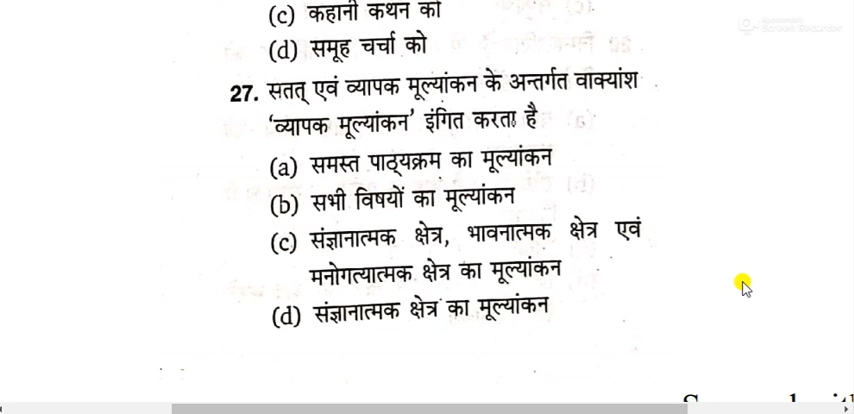 (c) कहानी कथन को
(d) समूह चर्चा को
27. सतत् एवं व्यापक मूल्यांकन के अन्तर्गत वाक्यांश
‘व्यापक मूल्यांकन’ इंगित करता है
(a) समस्त पाठ्यक्रम का मूल्यांकन
(b) सभी विषयों का मूल्यांकन
(c) संज्ञानात्मक क्षेत्र, भावनात्मक क्षेत्र एवं
मनोगत्यात्मक क्षेत्र का मूल्यांकन
(d) संज्ञानात्मक क्षेत्र का मूल्यांकन